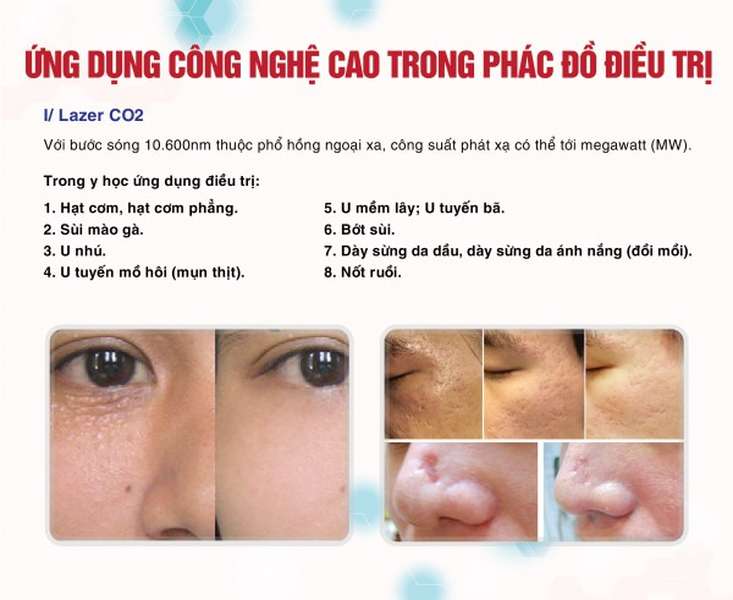 ỨNG DỤNG CÔNG NGHỆ CAO TRONG PHÁC ĐỒ ĐIỀU TRỊ
I/ Lazer CO2
Với bước sóng 10.600nm thuộc phổ hồng ngoại xa, công suất phát xạ có thể tới megawatt (MW).
Trong y học ứng dụng điều trị:
1. Hạt cơm, hạt cơm phẳng.
2. Sùi mào gà.
3. U nhú.
4. U tuyến mồ hôi (mụn thịt).
5. U mềm lây; U tuyến bã.
6. Bớt sùi.
7. Dày sừng da dầu, dày sừng da ánh nắng (đồi mồi).
8. Nốt ruồi.